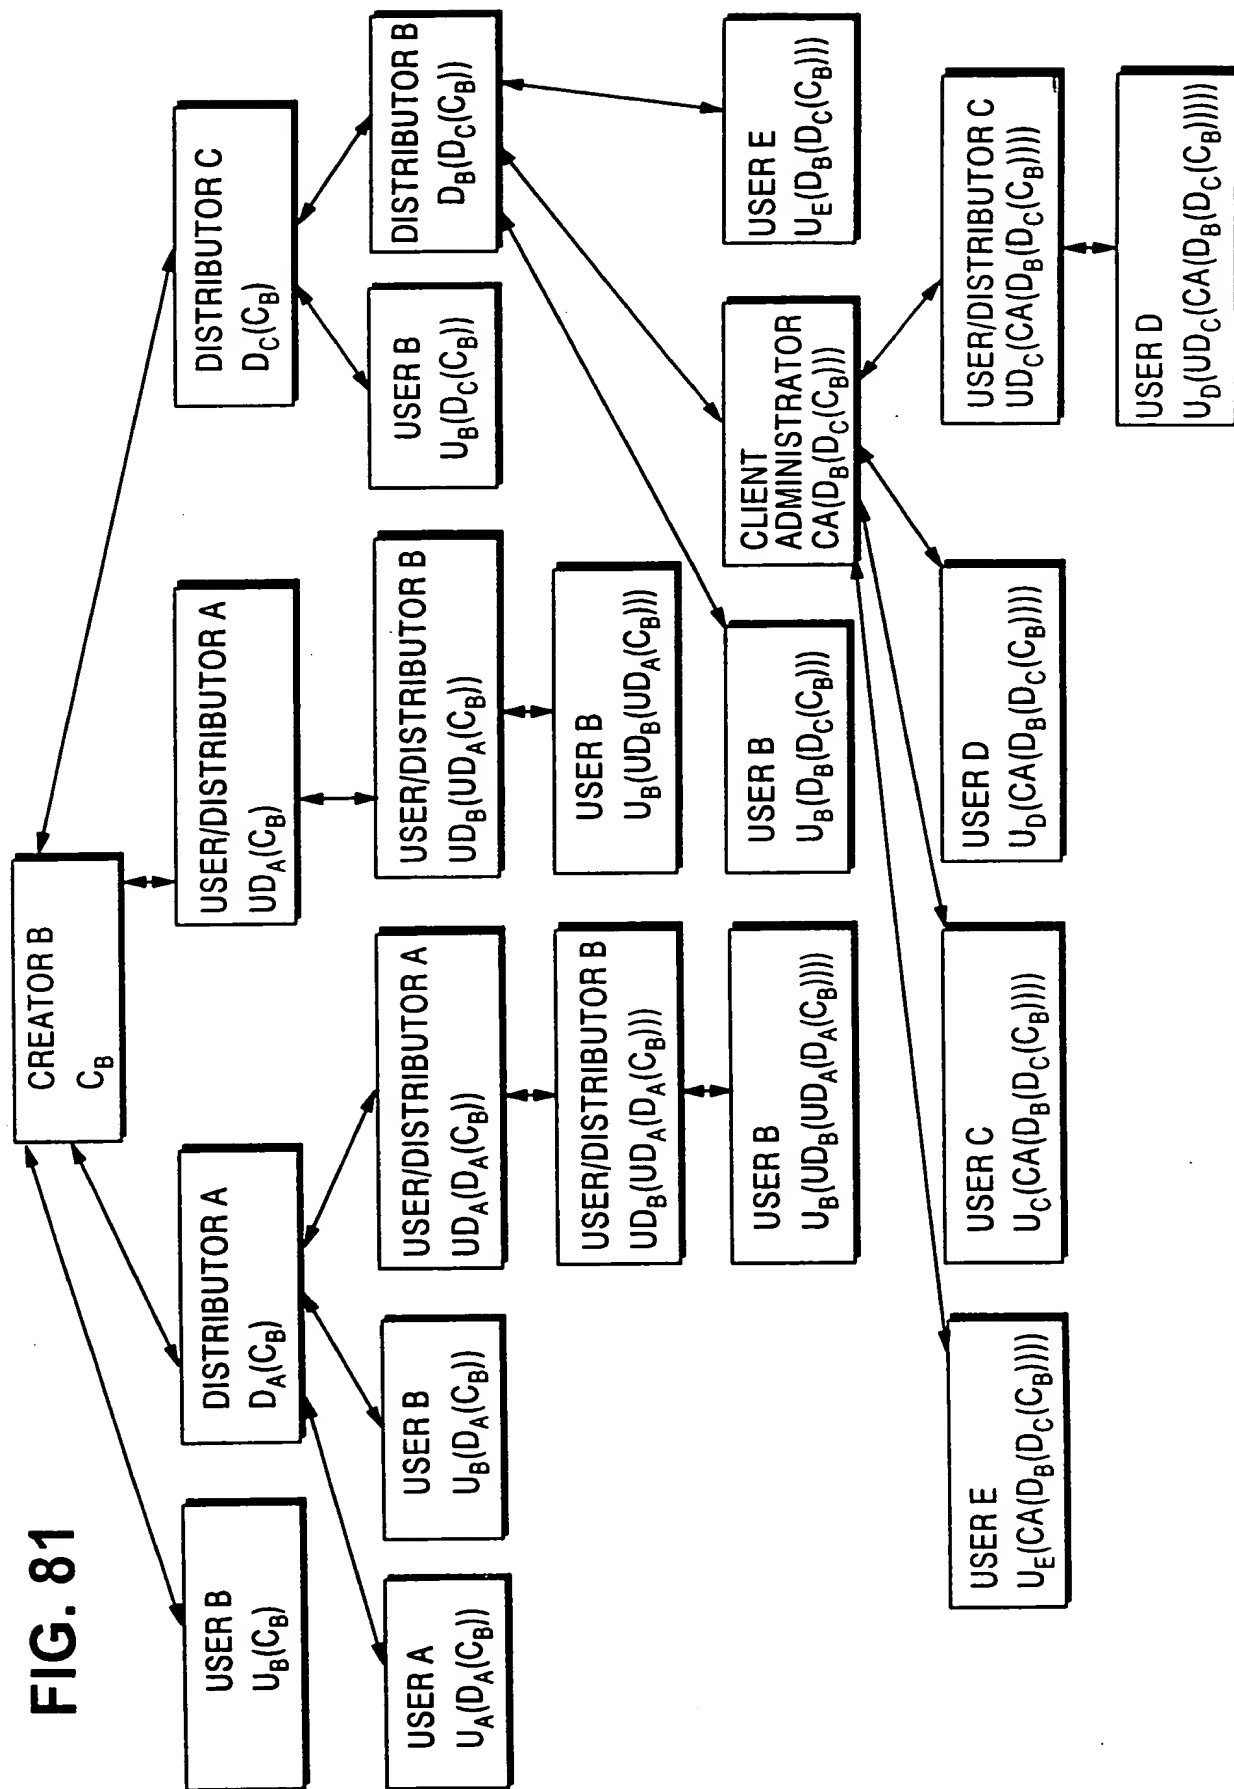 FIG. 81
CREATOR B
C_B
USER B
U_B(C_B)
DISTRIBUTOR A
D_A(C_B)
USER/DISTRIBUTOR A
UD_A(C_B)
DISTRIBUTOR C
D_C(C_B)
USER A
U_A(D_A(C_B))
USER B
U_B(D_A(C_B))
USER/DISTRIBUTOR A
UD_A(D_A(C_B))
USER/DISTRIBUTOR B
UD_B(UD_A(C_B))
USER B
U_B(D_C(C_B))
DISTRIBUTOR B
D_B(D_C(C_B))
USER/DISTRIBUTOR B
UD_B(UD_A(D_A(C_B)))
USER B
U_B(UD_B(UD_A(C_B)))
USER B
U_B(UD_B(UD_A(D_A(C_B))))
USER B
U_B(D_B(D_C(C_B)))
CLIENT
ADMINISTRATOR
CA(D_B(D_C(C_B)))
USER E
U_E(D_B(D_C(C_B)))
USER E
U_E(CA(D_B(D_C(C_B))))
USER C
U_C(CA(D_B(D_C(C_B))))
USER D
U_D(CA(D_B(D_C(C_B))))
USER/DISTRIBUTOR C
UD_C(CA(D_B(D_C(C_B))))
USER D
U_D(UD_C(CA(D_B(D_C(C_B)))))